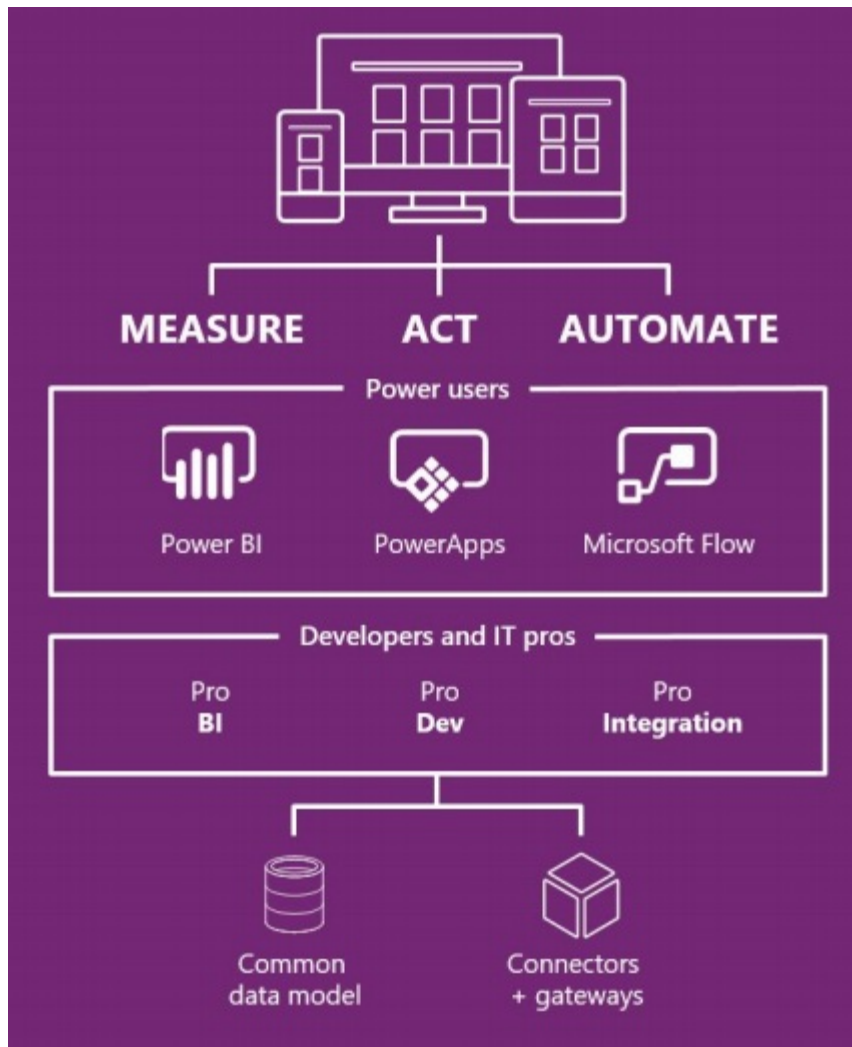 MEASURE ACT AUTOMATE
Power users
Power BI PowerApps Microsoft Flow
Developers and IT pros
Pro Pro Pro
BI Dev Integration
Common Connectors
data model + gateways